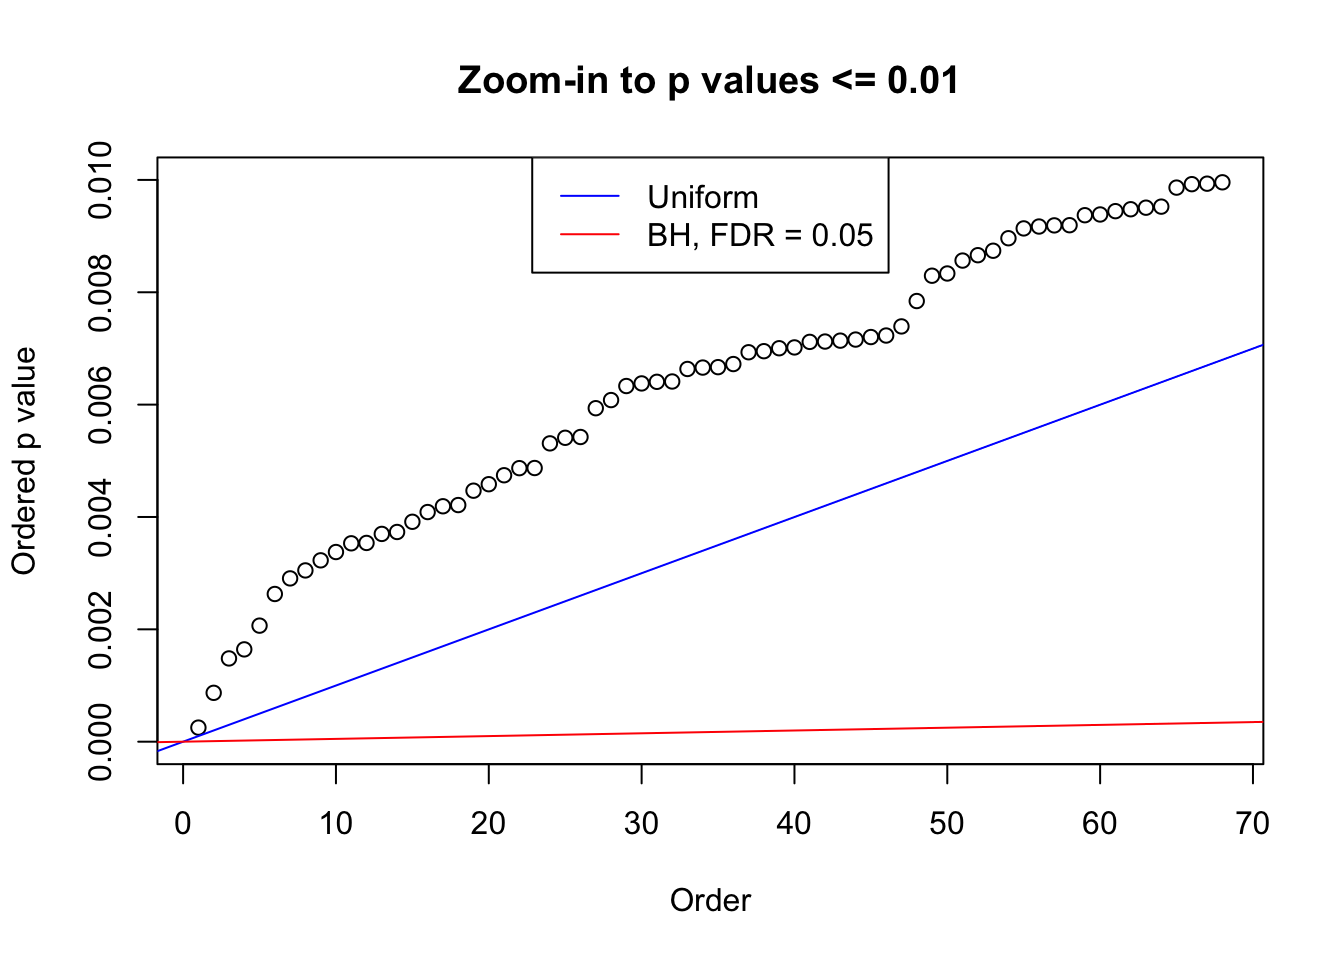 Zoom-in to p values <= 0.01
Uniform
BH, FDR = 0.05
Ordered p value
0.010
0.008
0.006
0.004
0.002
0.000
0 10 20 30 40 50 60 70
Order